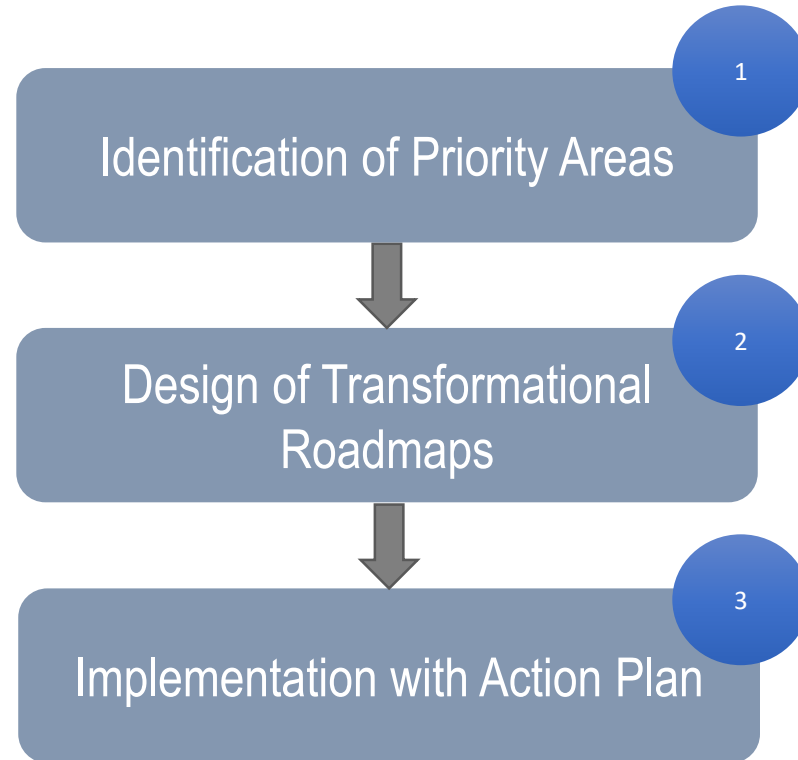 1
Identification of Priority Areas
2
Design of Transformational
Roadmaps
3
Implementation with Action Plan